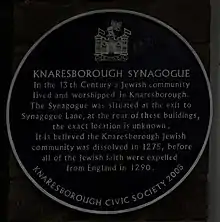 KNARESBOROUGH SYNAGOGUE
In the 13th Century a Jewish community
lived and worshipped in Knaresborough.
The Synagogue was situated at the exit to
Synagogue Lane, at the rear of these buildings,
the exact location is unknown.
It is believed the Knaresborough Jewish
community was dissolved in 1275, before
all of the Jewish faith were expelled
from England in 1290.
KNARESBOROUGH CIVIC SOCIETY 2005